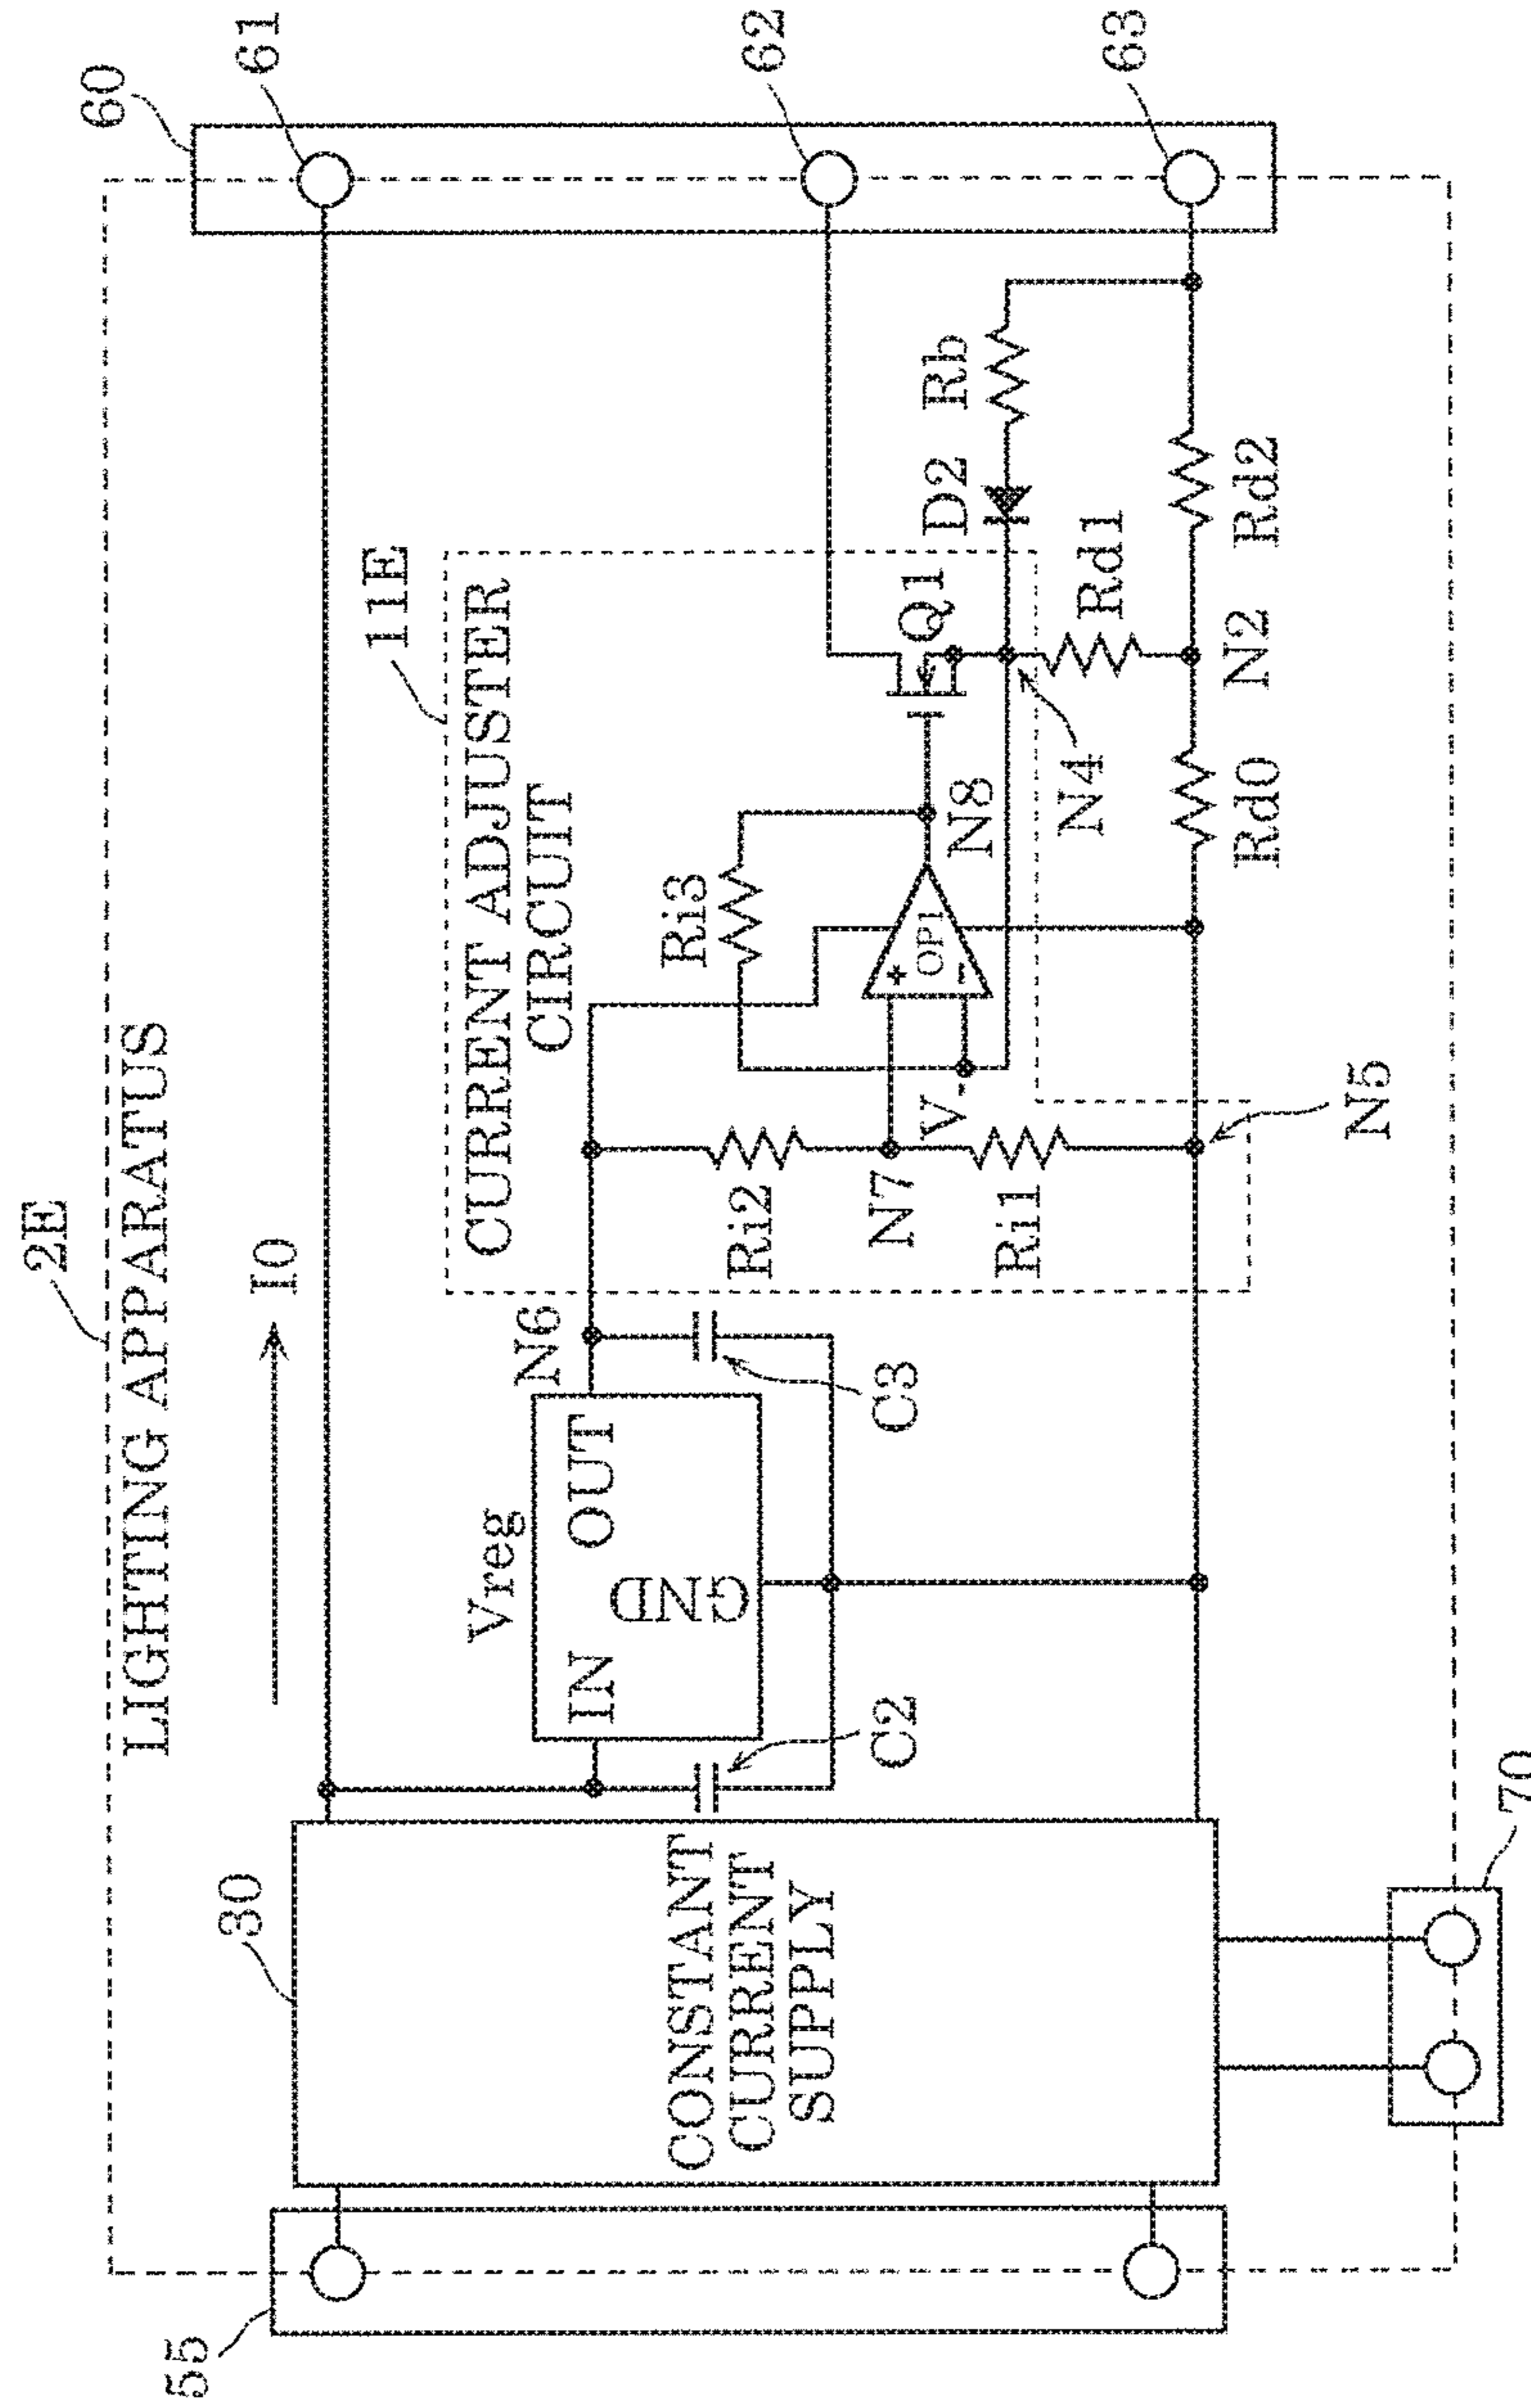 2E
LIGHTING APPARATUS
I0
60
61
62
63
11E
CURRENT ADJUSTER
CIRCUIT
30
CONSTANT
CURRENT
SUPPLY
Vreg
IN
OUT
GND
N6
C2
C3
Ri2
N7
Ri1
V-
Ri3
+
OP1
-
N8
Q1
N4
D2
Rb
Rd1
Rd0
N2
Rd2
N5
55
70